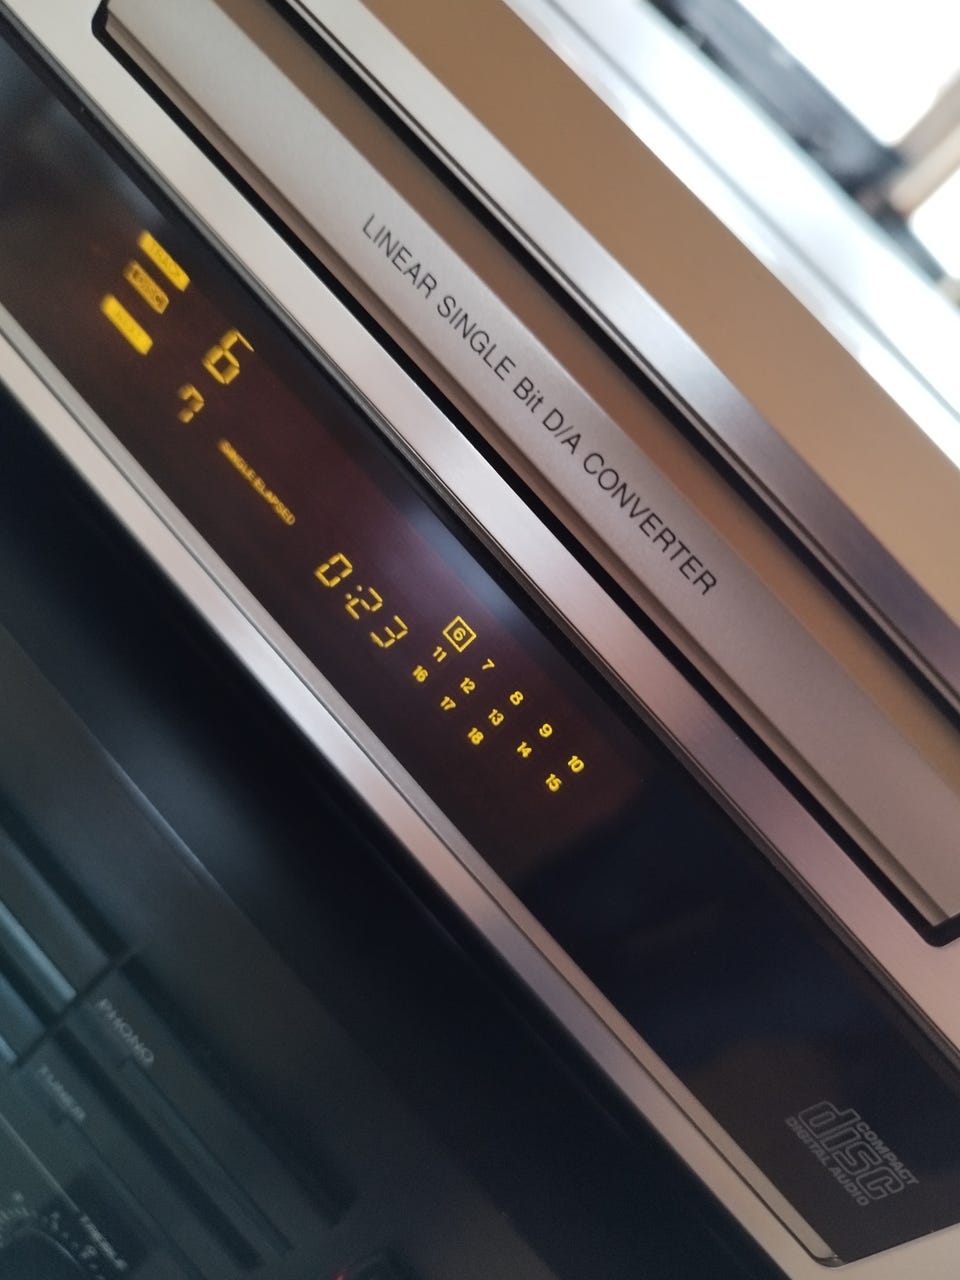 LINEAR SINGLE Bit D/A CONVERTER
6
SINGLE ELAPSED
0:23
6 7 8 9 10
11 12 13 14 15
16 17 18
COMPACT
disc
DIGITAL AUDIO
PHONO
TUNER